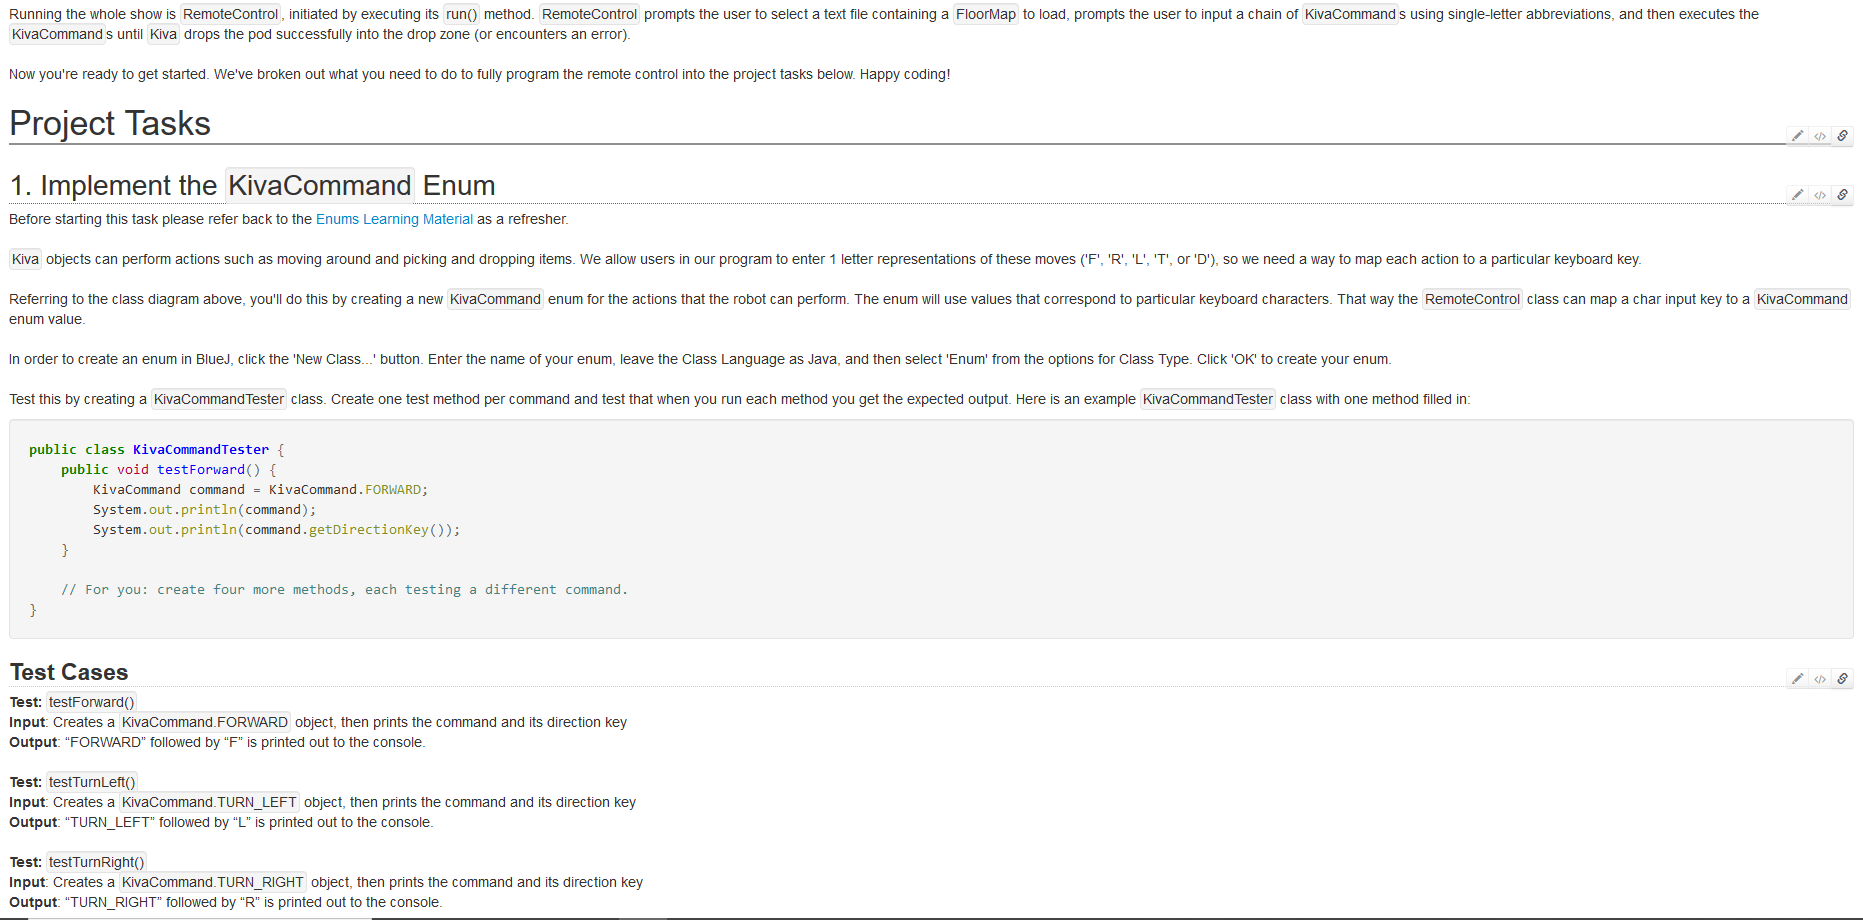 Running the whole show is RemoteControl, initiated by executing its run() method. RemoteControl prompts the user to select a text file containing a FloorMap to load, prompts the user to input a chain of KivaCommands using single-letter abbreviations, and then executes the
KivaCommands until Kiva drops the pod successfully into the drop zone (or encounters an error).
Now you're ready to get started. We've broken out what you need to do to fully program the remote control into the project tasks below. Happy coding!
Project Tasks
1. Implement the KivaCommand Enum
Before starting this task please refer back to the Enums Learning Material as a refresher.
Kiva objects can perform actions such as moving around and picking and dropping items. We allow users in our program to enter 1 letter representations of these moves ('F', 'R', 'L', 'T', or 'D'), so we need a way to map each action to a particular keyboard key.
Referring to the class diagram above, you'll do this by creating a new KivaCommand enum for the actions that the robot can perform. The enum will use values that correspond to particular keyboard characters. That way the RemoteControl class can map a char input key to a KivaCommand
enum value.
In order to create an enum in BlueJ, click the 'New Class...' button. Enter the name of your enum, leave the Class Language as Java, and then select 'Enum' from the options for Class Type. Click 'OK' to create your enum.
Test this by creating a KivaCommandTester class. Create one test method per command and test that when you run each method you get the expected output. Here is an example KivaCommandTester class with one method filled in:
public class KivaCommandTester {
    public void testForward() {
        KivaCommand command = KivaCommand.FORWARD;
        System.out.println(command);
        System.out.println(command.getDirectionKey());
    }
    // For you: create four more methods, each testing a different command.
}
Test Cases
Test: testForward()
Input: Creates a KivaCommand.FORWARD object, then prints the command and its direction key
Output: “FORWARD” followed by “F” is printed out to the console.
Test: testTurnLeft()
Input: Creates a KivaCommand.TURN_LEFT object, then prints the command and its direction key
Output: “TURN_LEFT” followed by “L” is printed out to the console.
Test: testTurnRight()
Input: Creates a KivaCommand.TURN_RIGHT object, then prints the command and its direction key
Output: “TURN_RIGHT” followed by “R” is printed out to the console.